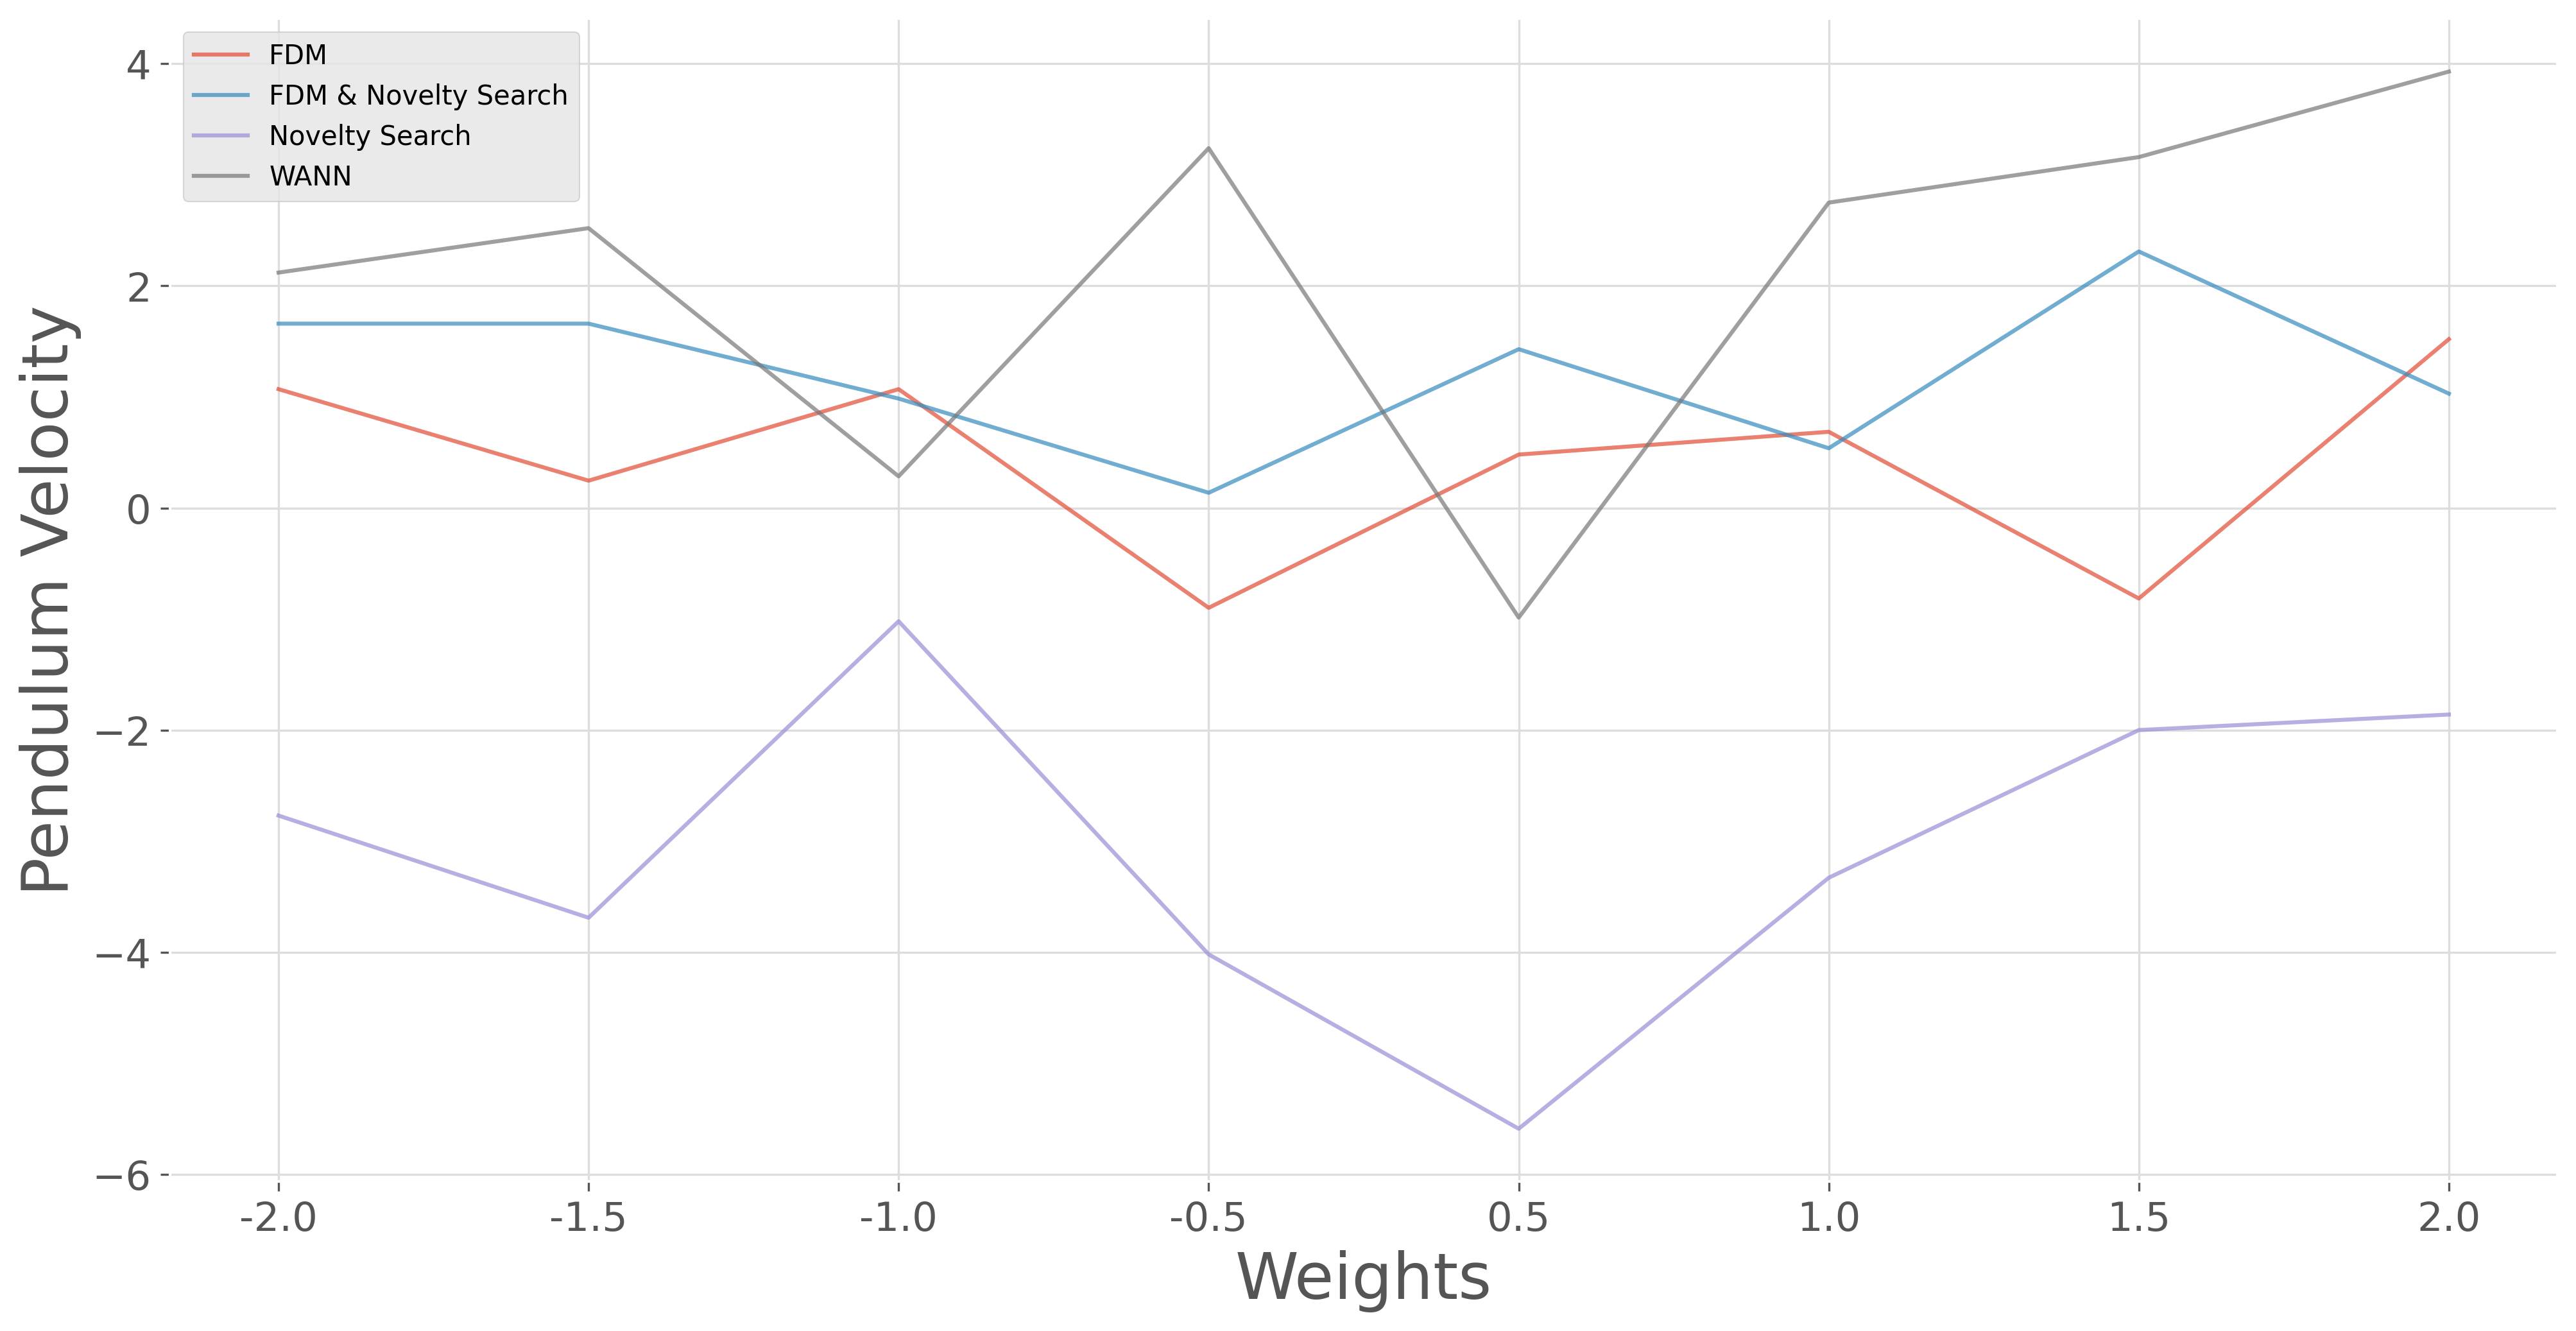 FDM
FDM & Novelty Search
Novelty Search
WANN
Pendulum Velocity
4
2
0
−2
−4
−6
-2.0 -1.5 -1.0 -0.5 0.5 1.0 1.5 2.0
Weights